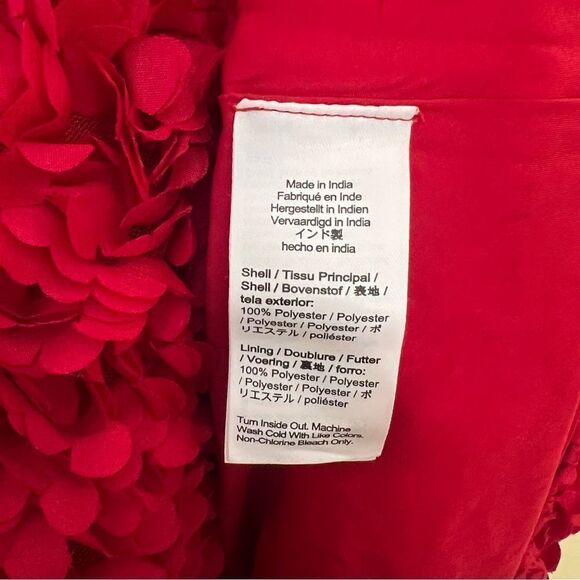 Made in India
Fabriqué en Inde
Hergestellt in Indien
Vervaardigd in India
インド製
hecho en india
Shell / Tissu Principal /
Shell / Bovenstof / 表地 /
tela exterior:
100% Polyester / Polyester
/ Polyester / Polyester / ポ
リエステル / poliéster
Lining / Doublure / Futter
/ Voering / 裏地 / forro:
100% Polyester / Polyester
/ Polyester / Polyester / ポ
リエステル / poliéster
Turn Inside Out. Machine
Wash Cold With Like Colors.
Non-Chlorine Bleach Only.